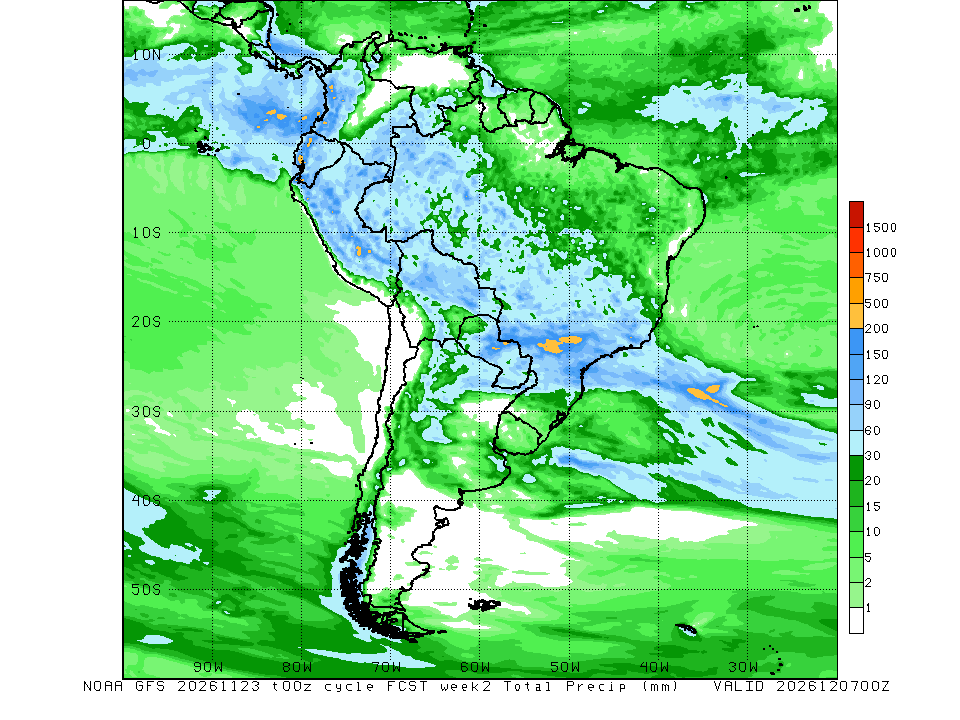 10N
0
10S
20S
30S
40S
50S
90W 80W 70W 60W 50W 40W 30W
1500
1000
750
500
200
150
120
90
60
30
20
15
10
5
2
1
NOAA GFS 20261123 t00z cycle FCST week2 Total Precip (mm) VALID 2026120700Z